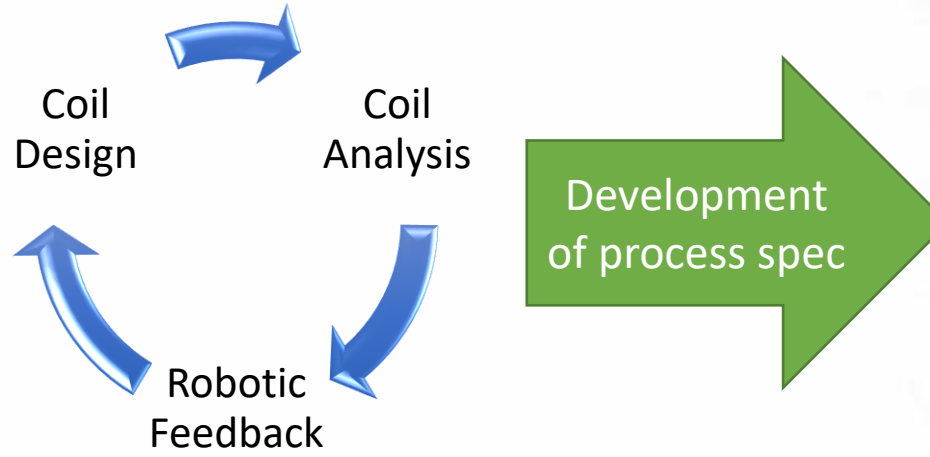 Coil
Design
Coil
Analysis
Robotic
Feedback
Development
of process spec